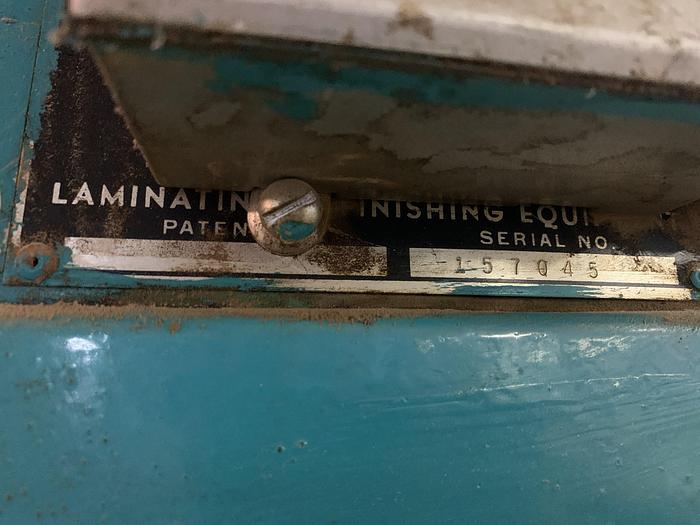 LAMINATIN INISHING EQUI
PATEN SERIAL NO.
157045